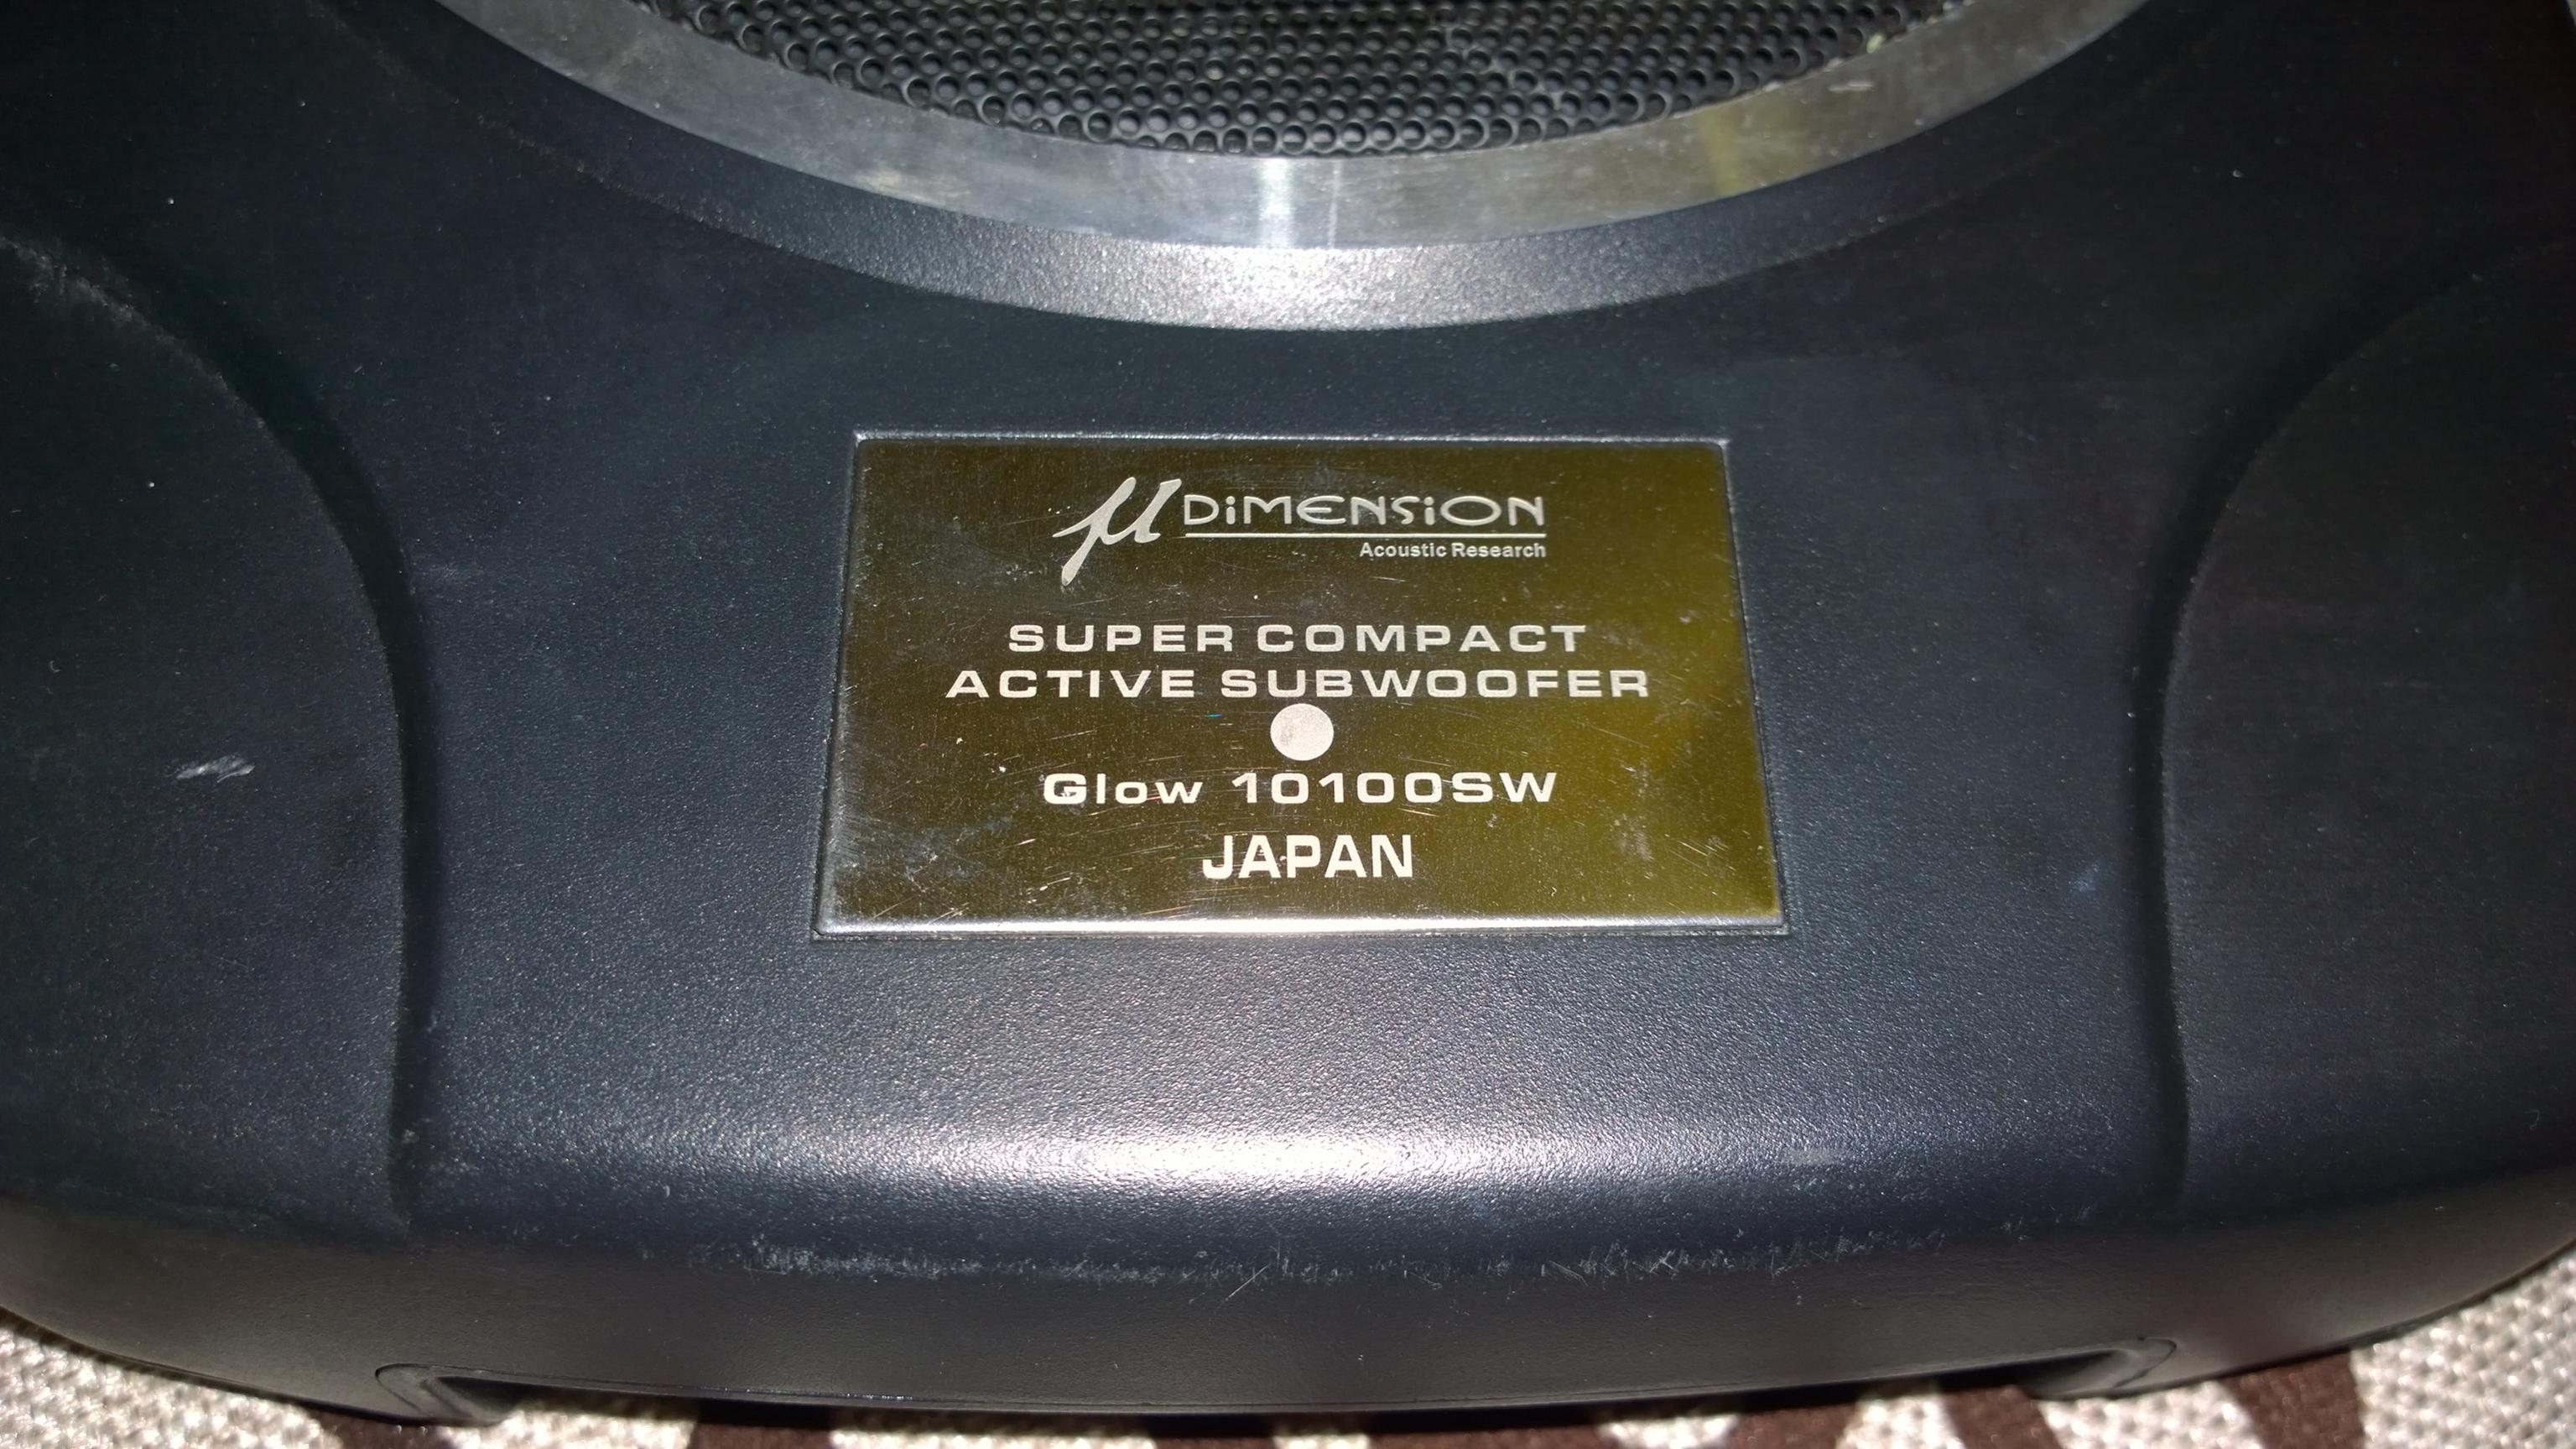 μ DiMENSiON
Acoustic Research
SUPER COMPACT
ACTIVE SUBWOOFER
Glow 10100SW
JAPAN